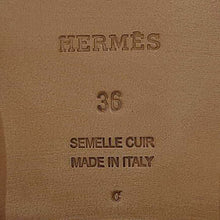 HERMÈS
36
SEMELLE CUIR
MADE IN ITALY